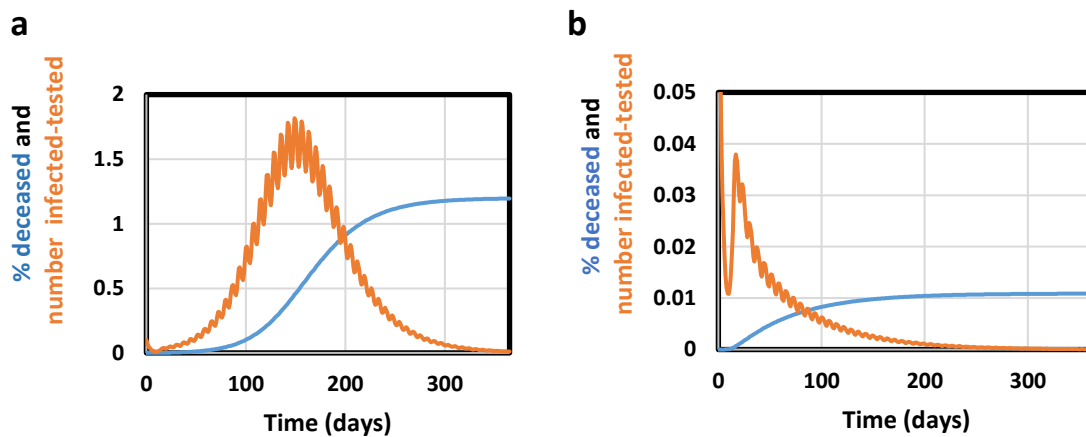 a
% deceased and
number infected-tested
2
1.5
1
0.5
0
0
100
200
300
Time (days)
b
% deceased and
number infected-tested
0.05
0.04
0.03
0.02
0.01
0
0
100
200
300
Time (days)